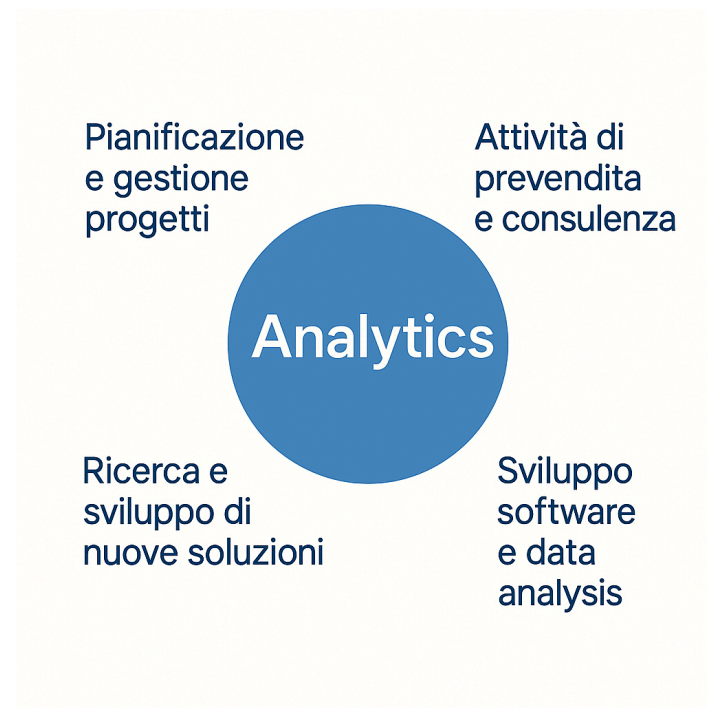 Pianificazione
e gestione
progetti
Attività di
prevendita
e consulenza
Analytics
Ricerca e
sviluppo di
nuove soluzioni
Sviluppo
software
e data
analysis